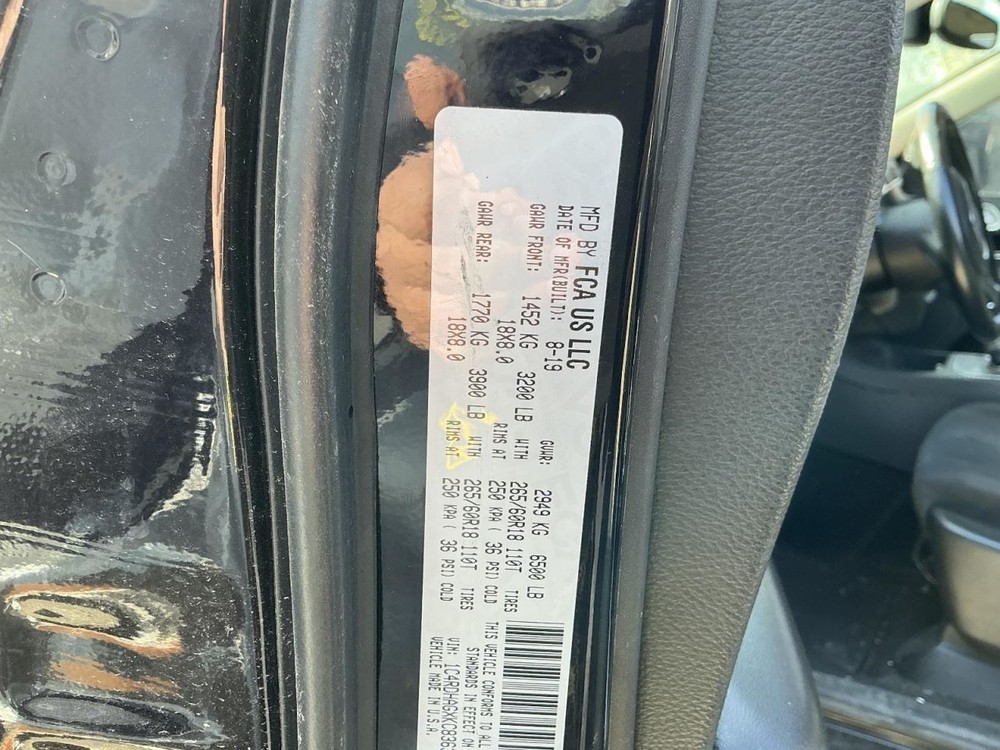 MFD BY FCA US LLC
DATE OF MFR(BUILT): 8-19 GVWR: 2949 KG 6500 LB
GAWR FRONT: 1452 KG 3200 LB WITH 265/60R18 110T TIRES
18X8.0 RIMS AT 250 KPA ( 36 PSI) COLD
GAWR REAR: 1770 KG 3900 LB WITH 265/60R18 110T TIRES
18X8.0 RIMS AT 250 KPA ( 36 PSI) COLD
THIS VEHICLE CONFORMS TO ALL
STANDARDS IN EFFECT ON
VIN:
VEHICLE MADE IN U.S.A.